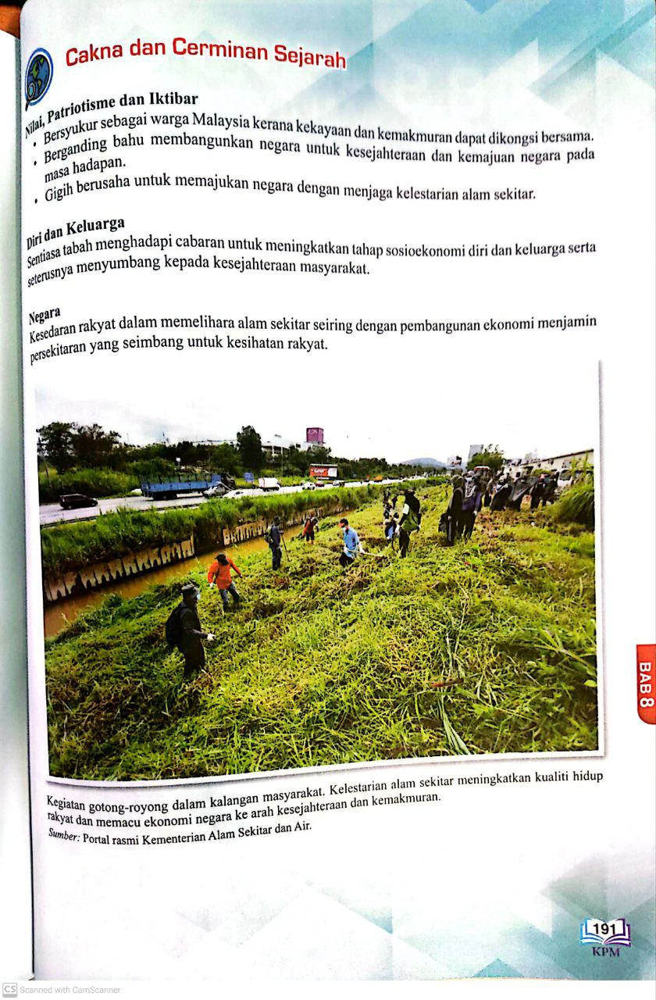 Cakna dan Cerminan Sejarah
Nilai, Patriotisme dan Iktibar
• Bersyukur sebagai warga Malaysia kerana kekayaan dan kemakmuran dapat dikongsi bersama.
• Berganding bahu membangunkan negara untuk kesejahteraan dan kemajuan negara pada
masa hadapan.
• Gigih berusaha untuk memajukan negara dengan menjaga kelestarian alam sekitar.
Diri dan Keluarga
Sentiasa tabah menghadapi cabaran untuk meningkatkan tahap sosioekonomi diri dan keluarga serta
seterusnya menyumbang kepada kesejahteraan masyarakat.
Negara
Kesedaran rakyat dalam memelihara alam sekitar seiring dengan pembangunan ekonomi menjamin
persekitaran yang seimbang untuk kesihatan rakyat.
AEON
Kegiatan gotong-royong dalam kalangan masyarakat. Kelestarian alam sekitar meningkatkan kualiti hidup
rakyat dan memacu ekonomi negara ke arah kesejahteraan dan kemakmuran.
Sumber: Portal rasmi Kementerian Alam Sekitar dan Air.
BAB 8
191
KPM
CS Scanned with CamScanner